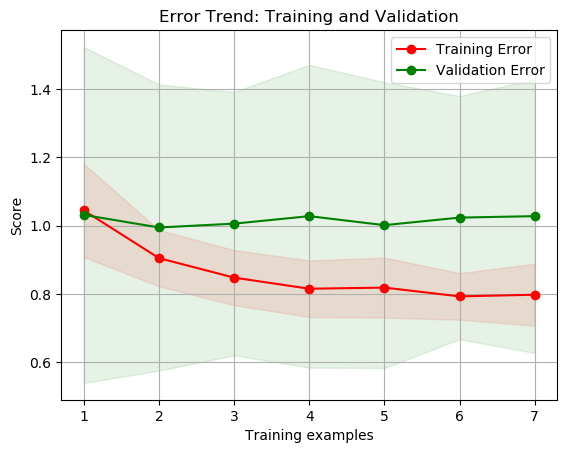 Error Trend: Training and Validation
Training Error
Validation Error
Score
1.4
1.2
1.0
0.8
0.6
1 2 3 4 5 6 7
Training examples